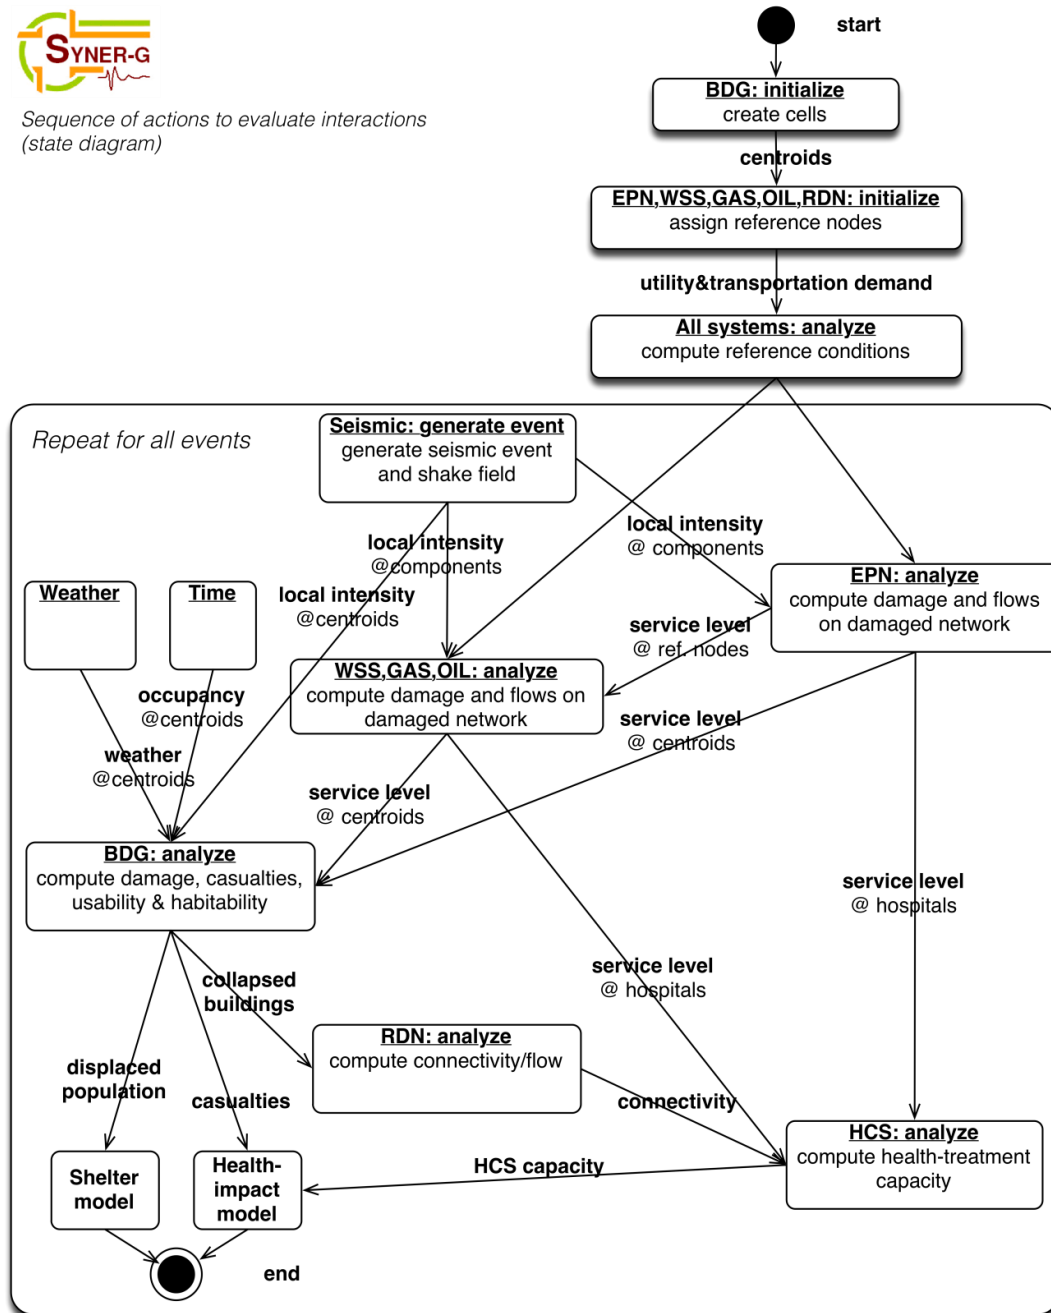 SYNER-G
Sequence of actions to evaluate interactions
(state diagram)
start
BDG: initialize
create cells
centroids
EPN,WSS,GAS,OIL,RDN: initialize
assign reference nodes
utility&transportation demand
All systems: analyze
compute reference conditions
Repeat for all events
Seismic: generate event
generate seismic event
and shake field
local intensity
@components
local intensity
@ components
local intensity
@centroids
Weather
Time
EPN: analyze
compute damage and flows
on damaged network
service level
@ ref. nodes
WSS,GAS,OIL: analyze
compute damage and flows on
damaged network
occupancy
@centroids
weather
@centroids
service level
@ centroids
service level
@ centroids
BDG: analyze
compute damage, casualties,
usability & habitability
service level
@ hospitals
service level
@ hospitals
collapsed
buildings
RDN: analyze
compute connectivity/flow
displaced
population
casualties
connectivity
HCS: analyze
compute health-treatment
capacity
HCS capacity
Shelter
model
Health-
impact
model
end